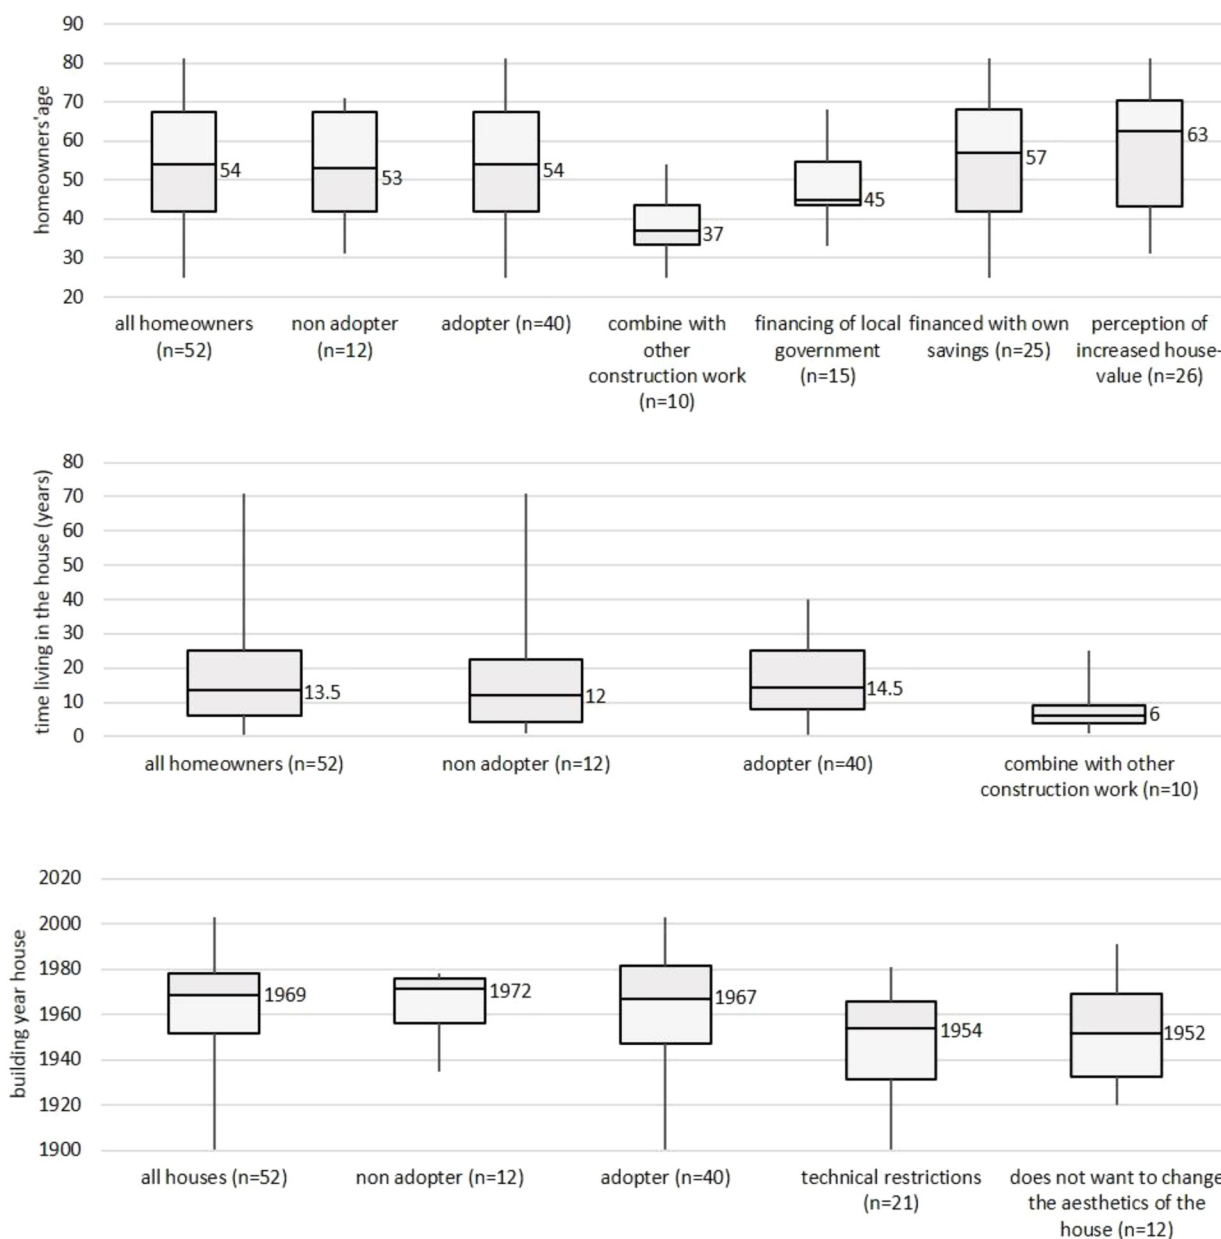 90
80
70
60
50
40
30
20
homeowners'age
54
53
54
37
45
57
63
all homeowners
(n=52)
non adopter
(n=12)
adopter (n=40)
combine with
other
construction work
(n=10)
financing of local
government
(n=15)
financed with own
savings (n=25)
perception of
increased house-
value (n=26)
80
70
60
50
40
30
20
10
0
time living in the house (years)
13.5
12
14.5
6
all homeowners (n=52)
non adopter (n=12)
adopter (n=40)
combine with other
construction work (n=10)
2020
2000
1980
1960
1940
1920
1900
building year house
1969
1972
1967
1954
1952
all houses (n=52)
non adopter (n=12)
adopter (n=40)
technical restrictions
(n=21)
does not want to change
the aesthetics of the
house (n=12)